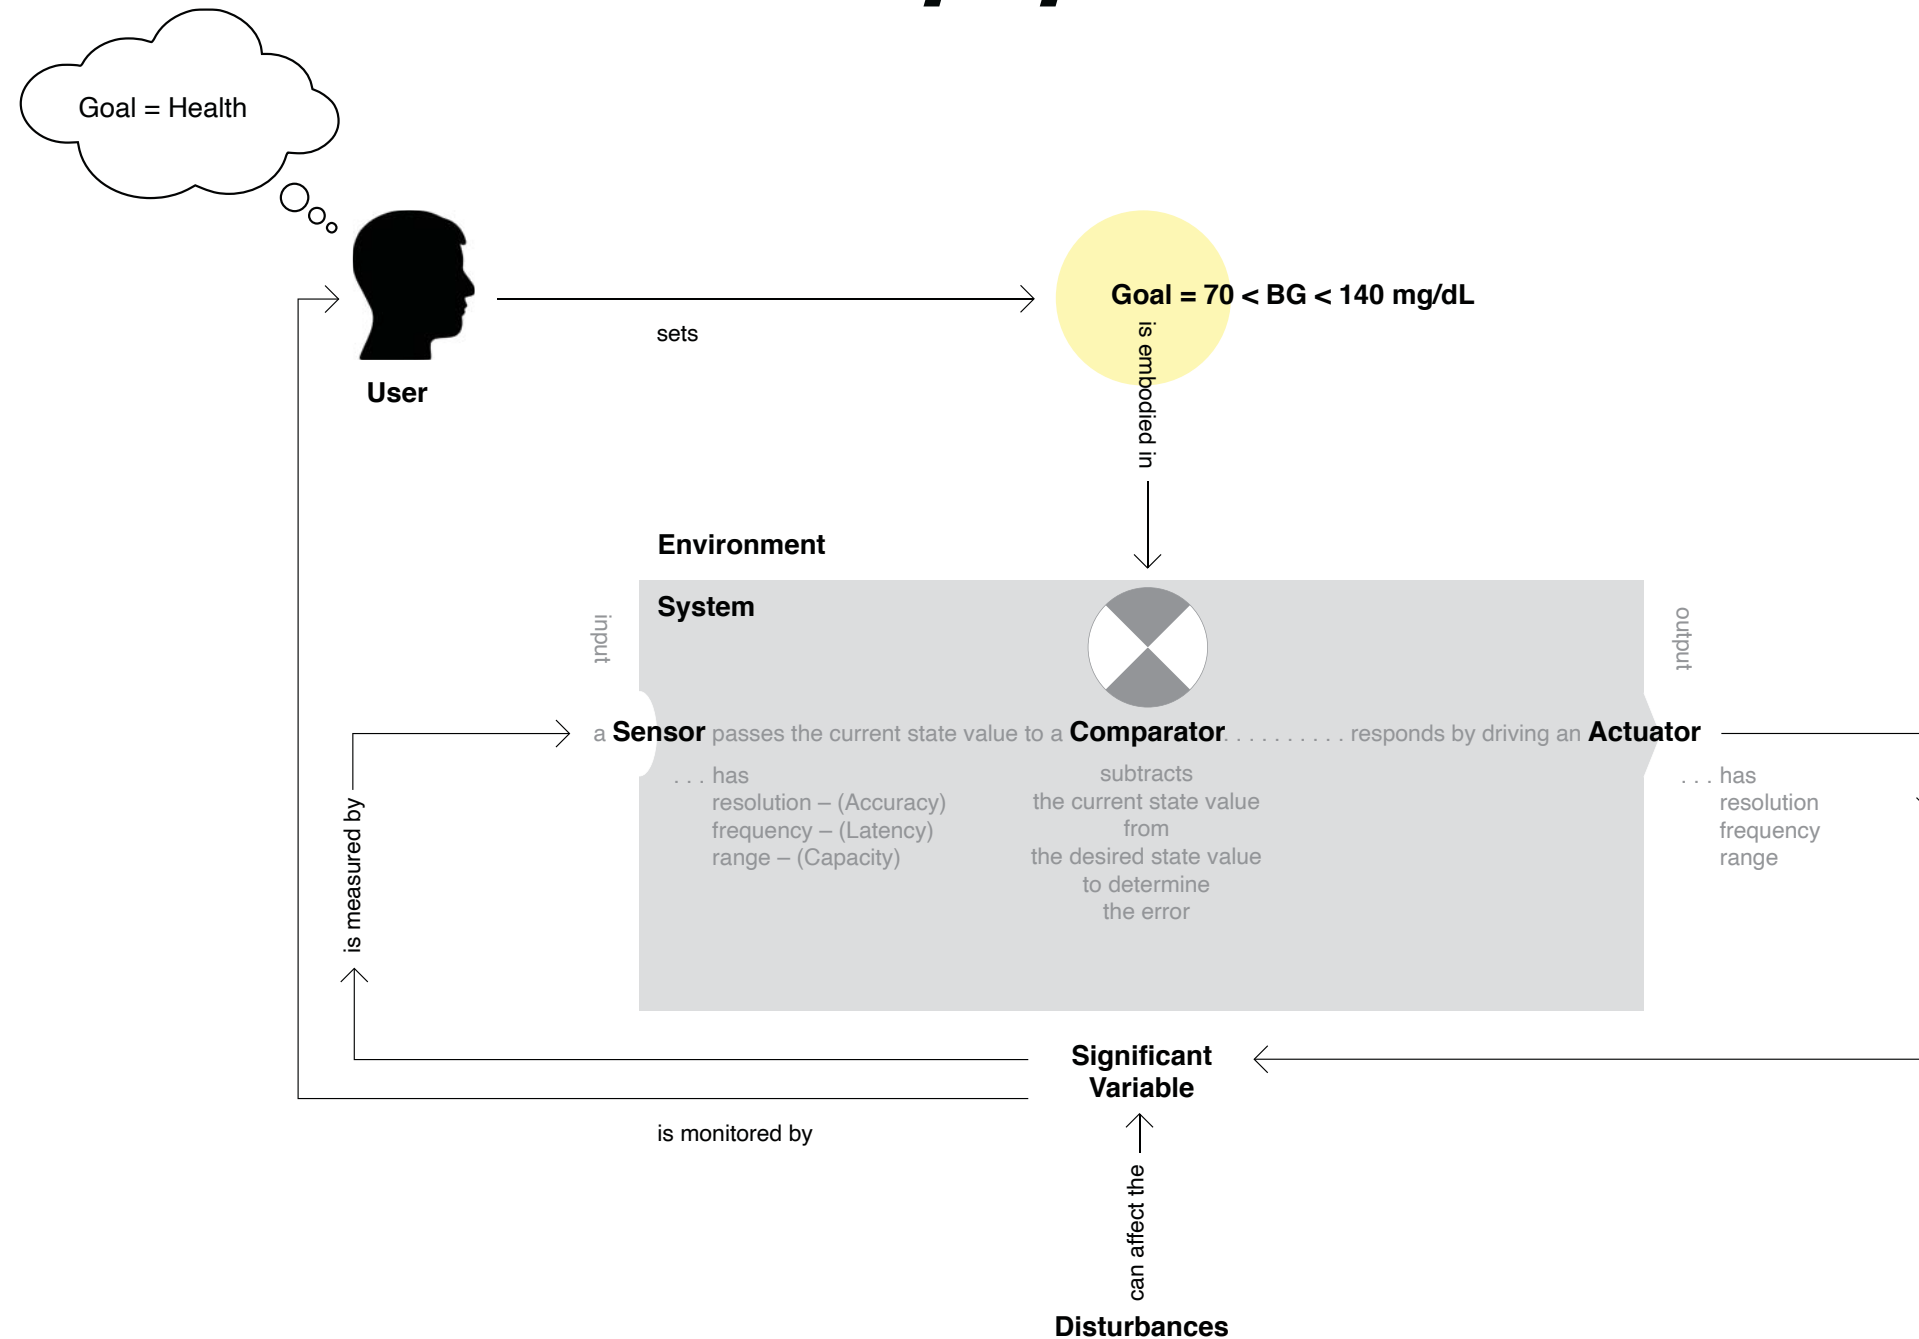 Goal = Health
Goal = 70 < BG < 140 mg/dL
sets
is embodied in
User
Environment
System
input
output
a Sensor passes the current state value to a Comparator. . . . . . . . . . responds by driving an Actuator
. . . has
resolution – (Accuracy)
frequency – (Latency)
range – (Capacity)
subtracts
the current state value
from
the desired state value
to determine
the error
. . . has
resolution
frequency
range
is measured by
Significant
Variable
is monitored by
can affect the
Disturbances